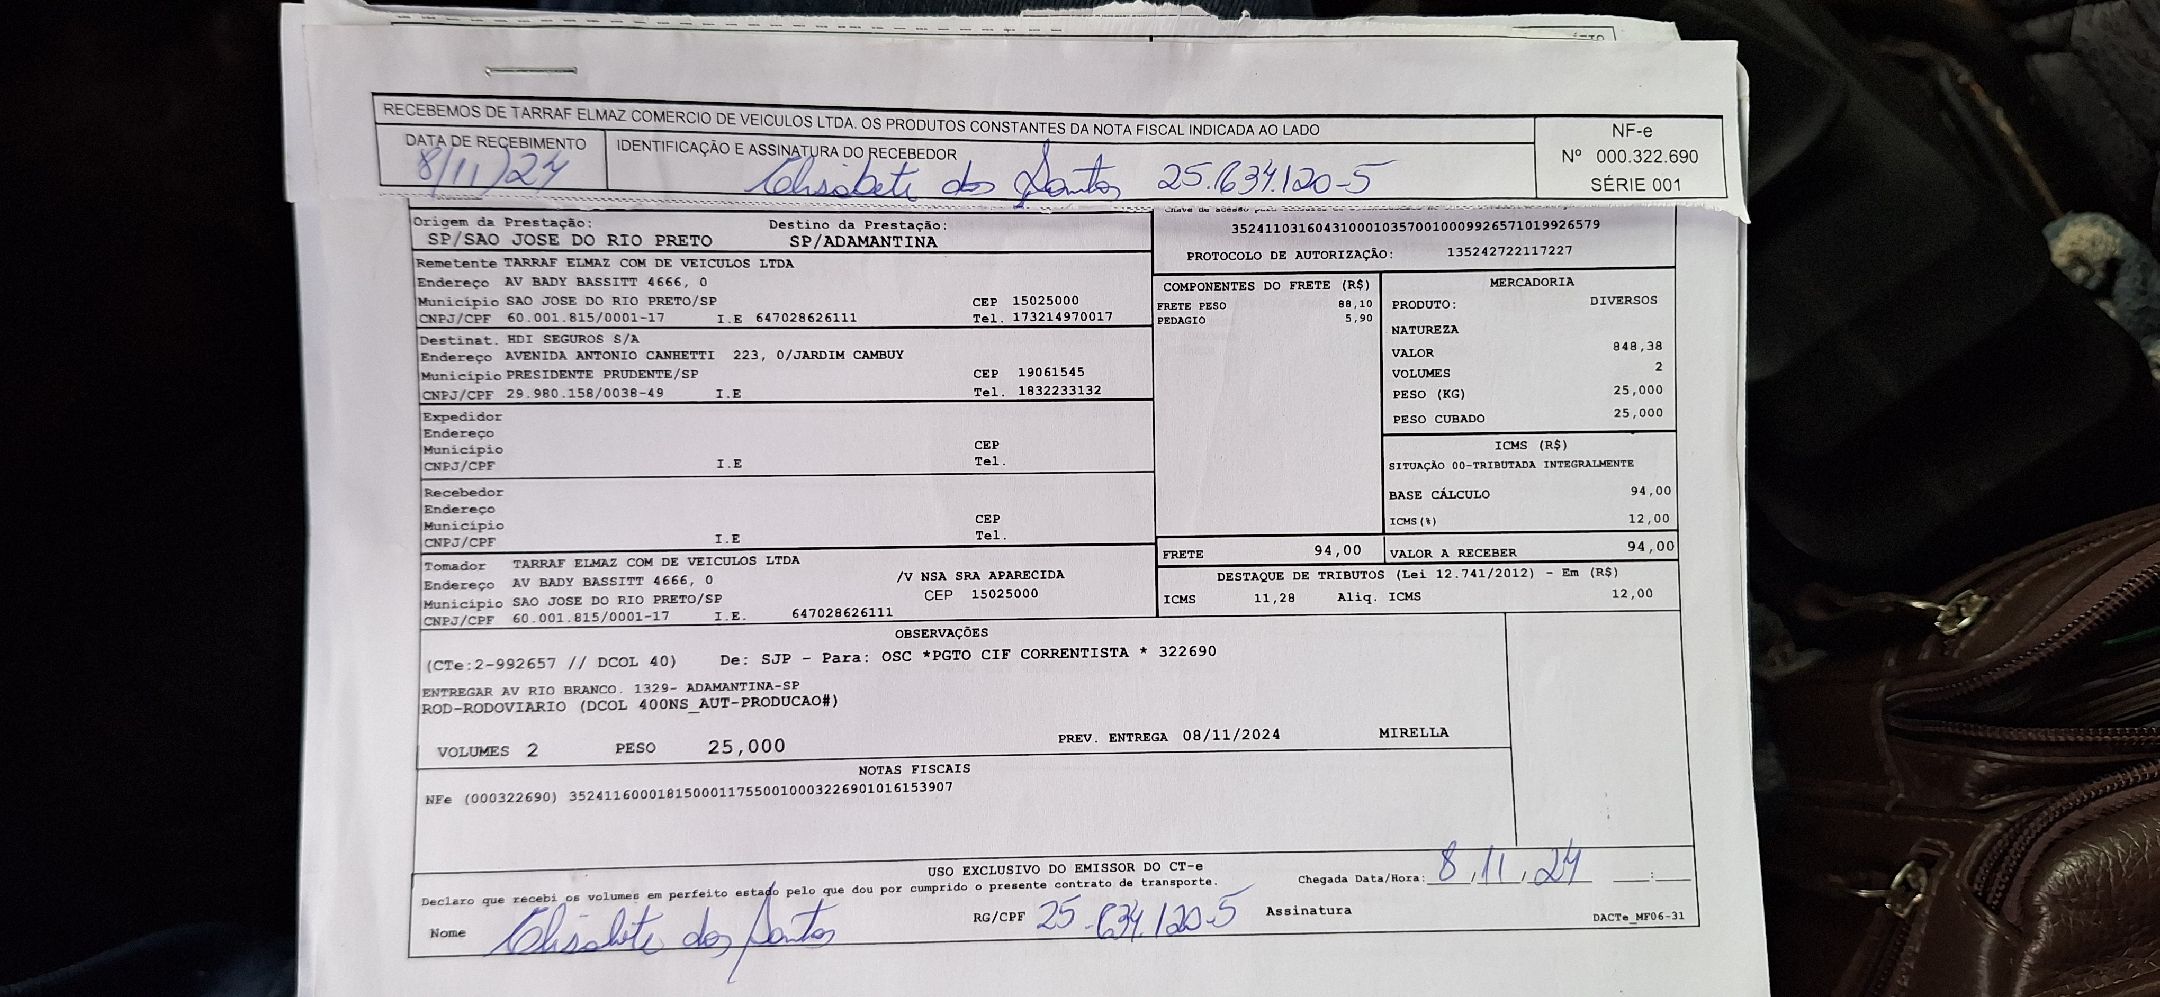 RECEBEMOS DE TARRAF ELMAZ COMERCIO DE VEICULOS LTDA. OS PRODUTOS CONSTANTES DA NOTA FISCAL INDICADA AO LADO
DATA DE RECEBIMENTO
8/11/24
IDENTIFICAÇÃO E ASSINATURA DO RECEBEDOR
Elisabete dos Santos 25.634.120-5
NF-e
Nº 000.322.690
SÉRIE 001
Origem da Prestação: Destino da Prestação:
SP/SAO JOSE DO RIO PRETO SP/ADAMANTINA
Remetente TARRAF ELMAZ COM DE VEICULOS LTDA
Endereço AV BADY BASSITT 4666, 0
Município SAO JOSE DO RIO PRETO/SP CEP 15025000
CNPJ/CPF 60.001.815/0001-17 I.E 647028626111 Tel. 173214970017
Destinat. HDI SEGUROS S/A
Endereço AVENIDA ANTONIO CANHETTI 223, 0/JARDIM CAMBUY
Município PRESIDENTE PRUDENTE/SP CEP 19061545
CNPJ/CPF 29.980.158/0038-49 I.E Tel. 1832233132
Expedidor
Endereço
Município CEP
CNPJ/CPF I.E Tel.
Recebedor
Endereço
Município CEP
CNPJ/CPF I.E Tel.
Tomador TARRAF ELMAZ COM DE VEICULOS LTDA
Endereço AV BADY BASSITT 4666, 0 /V NSA SRA APARECIDA
Município SAO JOSE DO RIO PRETO/SP CEP 15025000
CNPJ/CPF 60.001.815/0001-17 I.E. 647028626111
35241103160431000103570010009926571019926579
PROTOCOLO DE AUTORIZAÇÃO: 135242722117227
COMPONENTES DO FRETE (R$)
FRETE PESO 88,10
PEDAGIO 5,90
MERCADORIA
PRODUTO: DIVERSOS
NATUREZA
VALOR 848,38
VOLUMES 2
PESO (KG) 25,000
PESO CUBADO 25,000
ICMS (R$)
SITUAÇÃO 00-TRIBUTADA INTEGRALMENTE
BASE CÁLCULO 94,00
ICMS(%) 12,00
FRETE 94,00 VALOR A RECEBER 94,00
DESTAQUE DE TRIBUTOS (Lei 12.741/2012) - Em (R$)
ICMS 11,28 Aliq. ICMS 12,00
OBSERVAÇÕES
(CTe:2-992657 // DCOL 40) De: SJP - Para: OSC *PGTO CIF CORRENTISTA * 322690
ENTREGAR AV RIO BRANCO. 1329- ADAMANTINA-SP
ROD-RODOVIARIO (DCOL 400NS_AUT-PRODUCAO#)
VOLUMES 2 PESO 25,000 PREV. ENTREGA 08/11/2024 MIRELLA
NOTAS FISCAIS
NFe (000322690) 35241160001815000117550010003226901016153907
USO EXCLUSIVO DO EMISSOR DO CT-e
Declaro que recebi os volumes em perfeito estado pelo que dou por cumprido o presente contrato de transporte.
Chegada Data/Hora: 8,11,24 :
Nome Elisabete dos Santos RG/CPF 25.634.120-5 Assinatura
DACTe_MF06-31